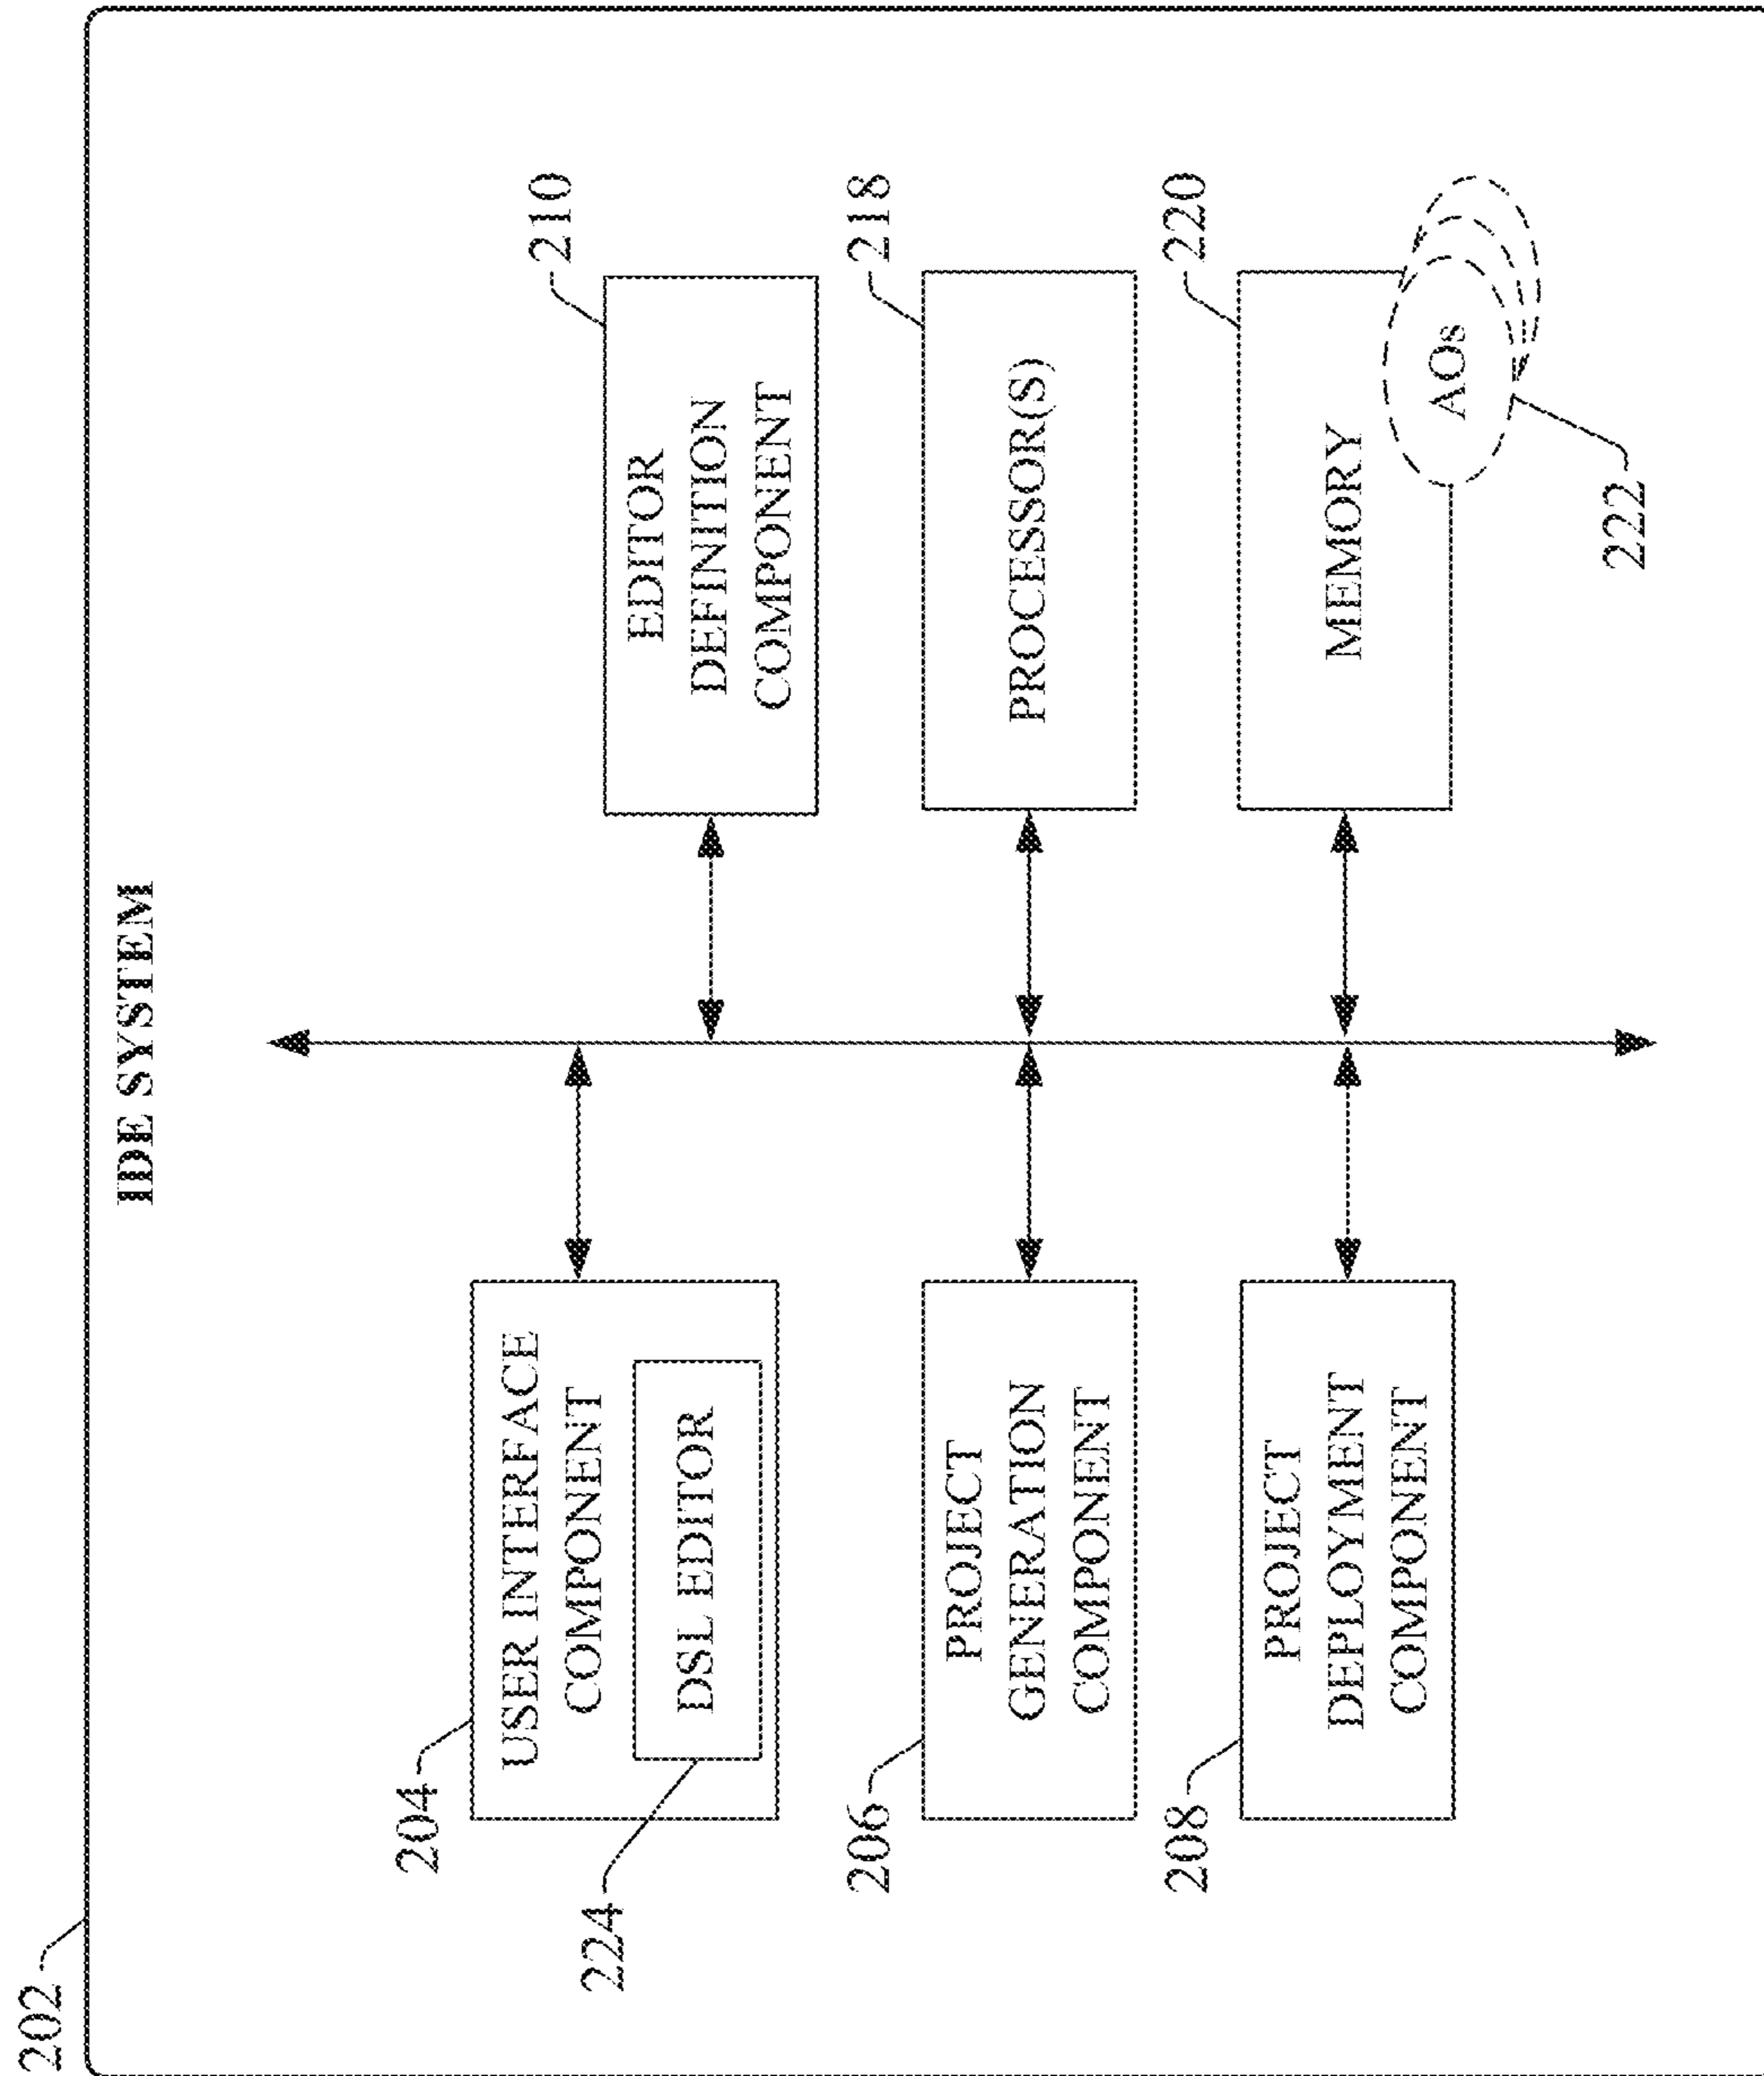 202
IDE SYSTEM
204
USER INTERFACE
COMPONENT
224
DSL EDITOR
206
PROJECT
GENERATION
COMPONENT
208
PROJECT
DEPLOYMENT
COMPONENT
210
EDITOR
DEFINITION
COMPONENT
218
PROCESSOR(S)
220
MEMORY
AOs
222